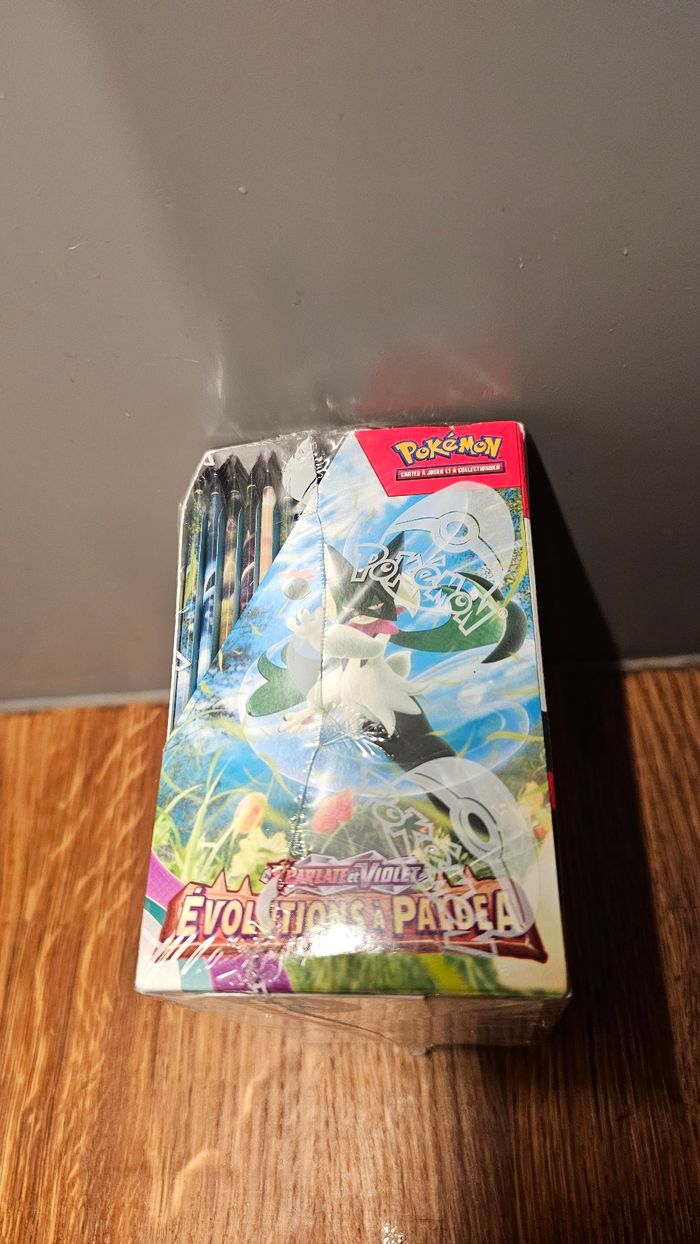 POKéMON
CARTES À JOUER ET À COLLECTIONNER
POKéMON
POKéMON
ÉCARLATE ET VIOLET
ÉVOLUTIONS À PALDEA